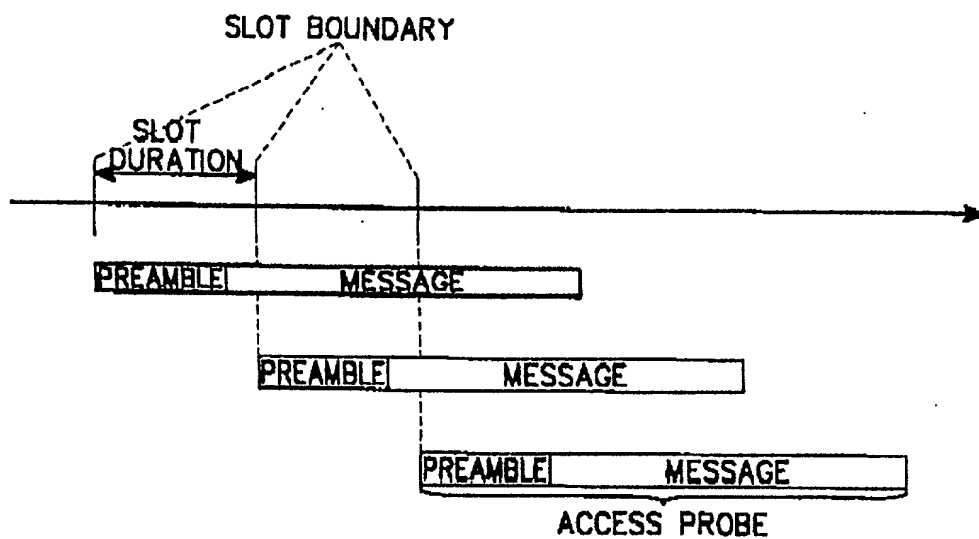 SLOT BOUNDARY
SLOT
DURATION
PREAMBLE MESSAGE
PREAMBLE MESSAGE
PREAMBLE MESSAGE
ACCESS PROBE